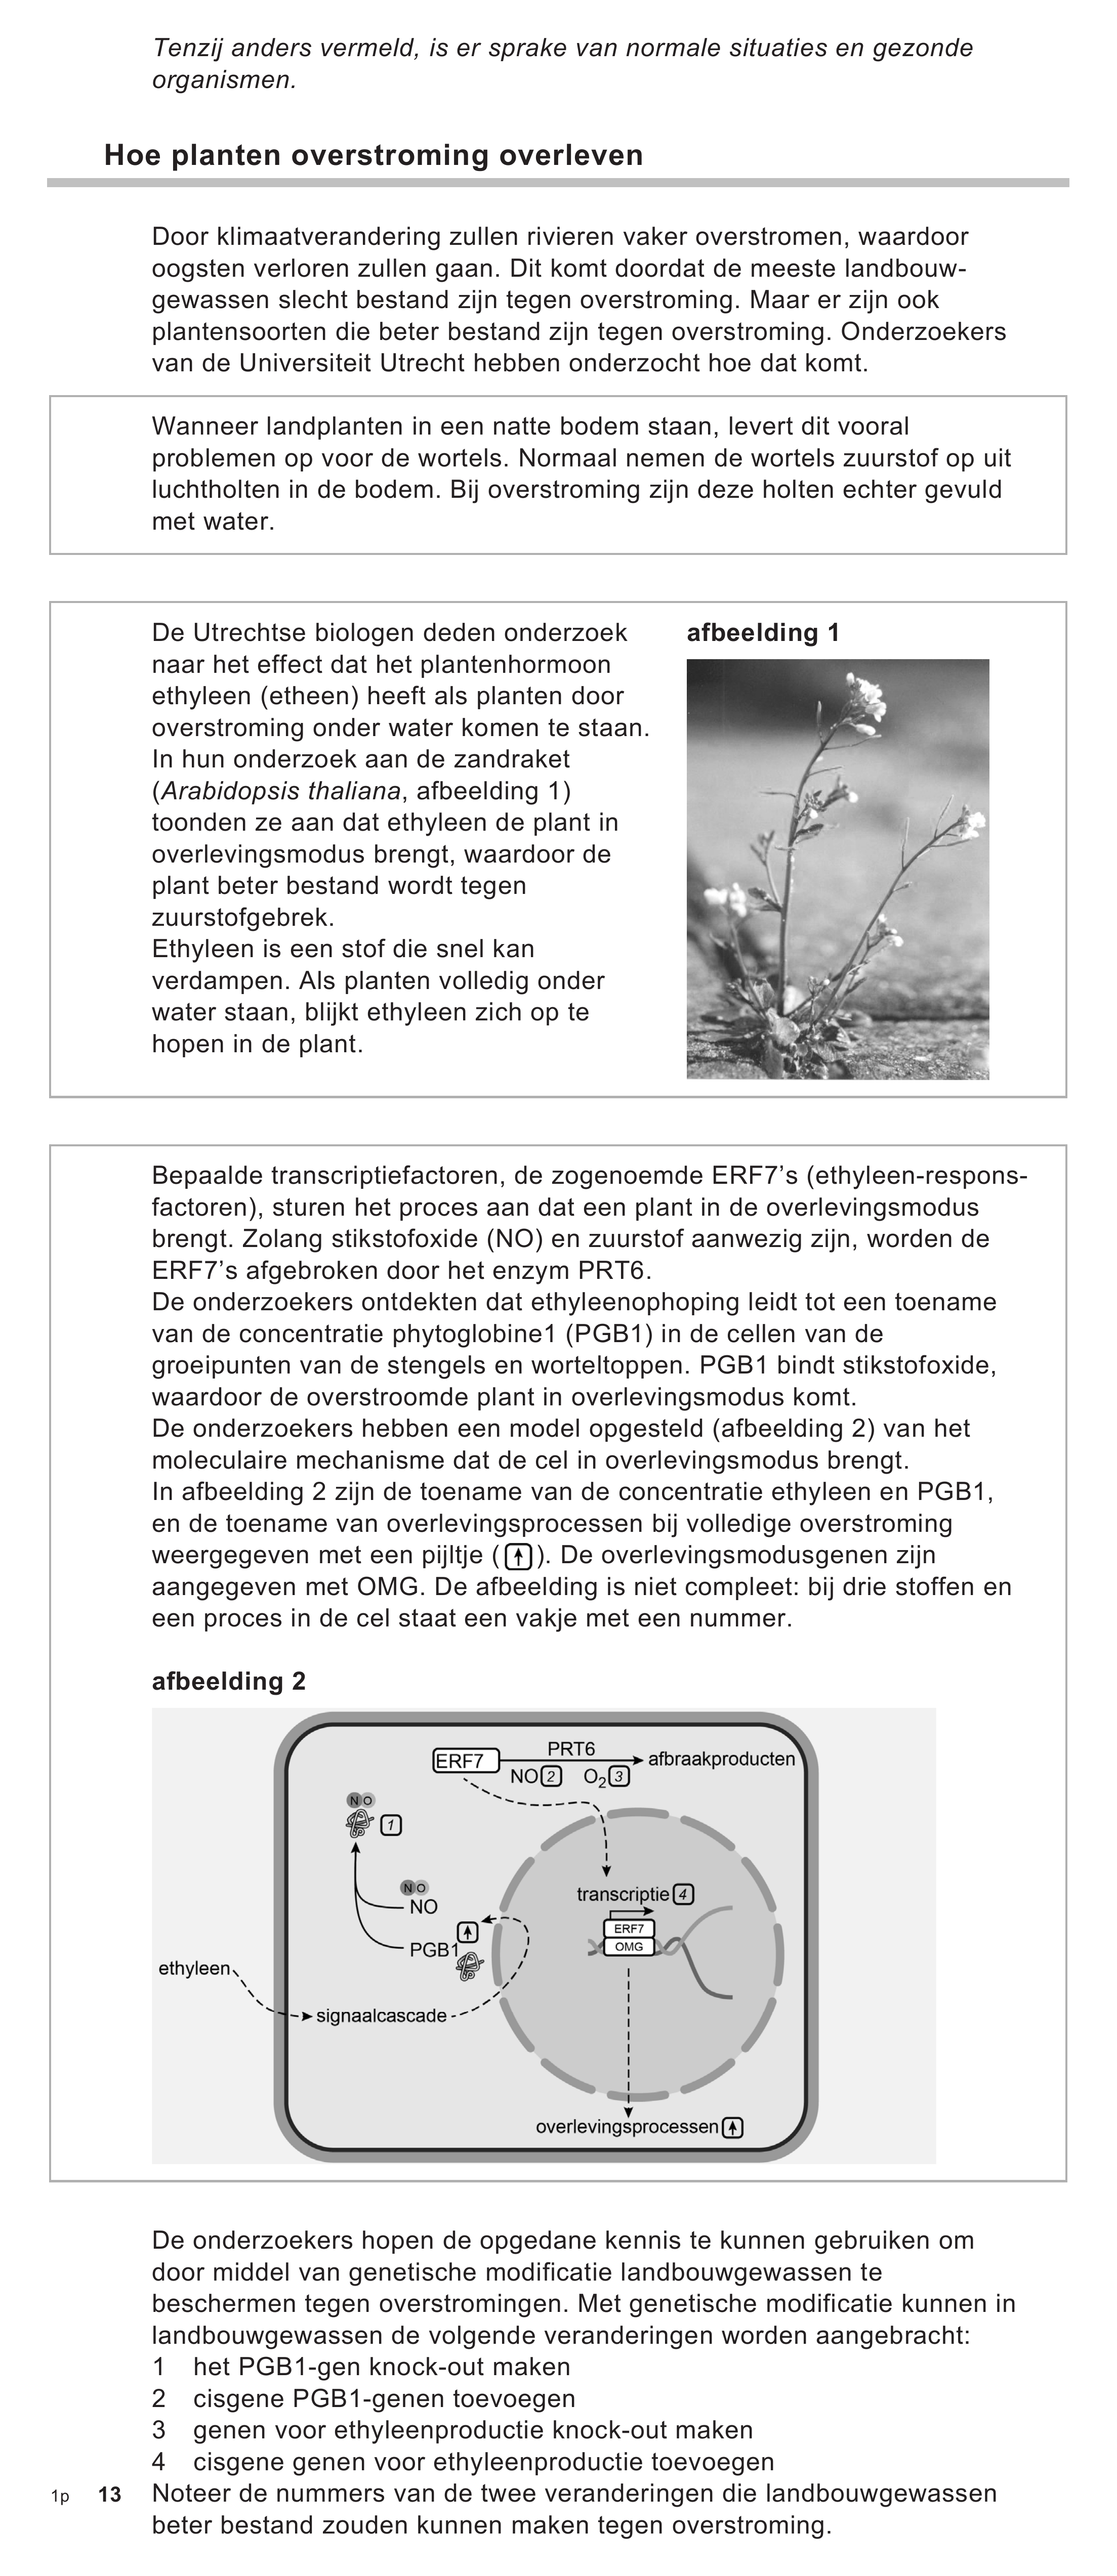 Tenzij anders vermeld, is er sprake van normale situaties en gezonde
organismen.
Hoe planten overstroming overleven
Door klimaatverandering zullen rivieren vaker overstromen, waardoor
oogsten verloren zullen gaan. Dit komt doordat de meeste landbouw-
gewassen slecht bestand zijn tegen overstroming. Maar er zijn ook
plantensoorten die beter bestand zijn tegen overstroming. Onderzoekers
van de Universiteit Utrecht hebben onderzocht hoe dat komt.
Wanneer landplanten in een natte bodem staan, levert dit vooral
problemen op voor de wortels. Normaal nemen de wortels zuurstof op uit
luchtholten in de bodem. Bij overstroming zijn deze holten echter gevuld
met water.
De Utrechtse biologen deden onderzoek
naar het effect dat het plantenhormoon
ethyleen (etheen) heeft als planten door
overstroming onder water komen te staan.
In hun onderzoek aan de zandraket
(Arabidopsis thaliana, afbeelding 1)
toonden ze aan dat ethyleen de plant in
overlevingsmodus brengt, waardoor de
plant beter bestand wordt tegen
zuurstofgebrek.
Ethyleen is een stof die snel kan
verdampen. Als planten volledig onder
water staan, blijkt ethyleen zich op te
hopen in de plant.
afbeelding 1
Bepaalde transcriptiefactoren, de zogenoemde ERF7's (ethyleen-respons-
factoren), sturen het proces aan dat een plant in de overlevingsmodus
brengt. Zolang stikstofoxide (NO) en zuurstof aanwezig zijn, worden de
ERF7's afgebroken door het enzym PRT6.
De onderzoekers ontdekten dat ethyleenophoping leidt tot een toename
van de concentratie phytoglobine1 (PGB1) in de cellen van de
groeipunten van de stengels en worteltoppen. PGB1 bindt stikstofoxide,
waardoor de overstroomde plant in overlevingsmodus komt.
De onderzoekers hebben een model opgesteld (afbeelding 2) van het
moleculaire mechanisme dat de cel in overlevingsmodus brengt.
In afbeelding 2 zijn de toename van de concentratie ethyleen en PGB1,
en de toename van overlevingsprocessen bij volledige overstroming
weergegeven met een pijltje (↑). De overlevingsmodusgenen zijn
aangegeven met OMG. De afbeelding is niet compleet: bij drie stoffen en
een proces in de cel staat een vakje met een nummer.
afbeelding 2
PRT6
ERF7 afbraakproducten
NO 2 O2 3
N O
1
transcriptie 4
N O
NO
ERF7
OMG
↑
PGB1
ethyleen
signaalcascade
overlevingsprocessen ↑
De onderzoekers hopen de opgedane kennis te kunnen gebruiken om
door middel van genetische modificatie landbouwgewassen te
beschermen tegen overstromingen. Met genetische modificatie kunnen in
landbouwgewassen de volgende veranderingen worden aangebracht:
1 het PGB1-gen knock-out maken
2 cisgene PGB1-genen toevoegen
3 genen voor ethyleenproductie knock-out maken
4 cisgene genen voor ethyleenproductie toevoegen
1p 13 Noteer de nummers van de twee veranderingen die landbouwgewassen
beter bestand zouden kunnen maken tegen overstroming.